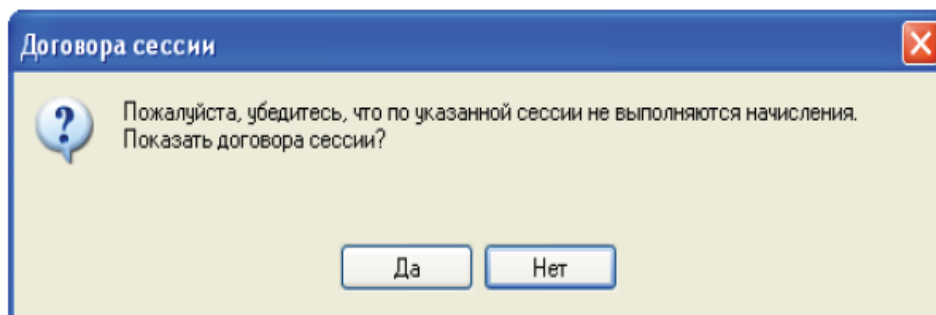 Договора сессии
Пожалуйста, убедитесь, что по указанной сессии не выполняются начисления.
Показать договора сессии?
Да
Нет